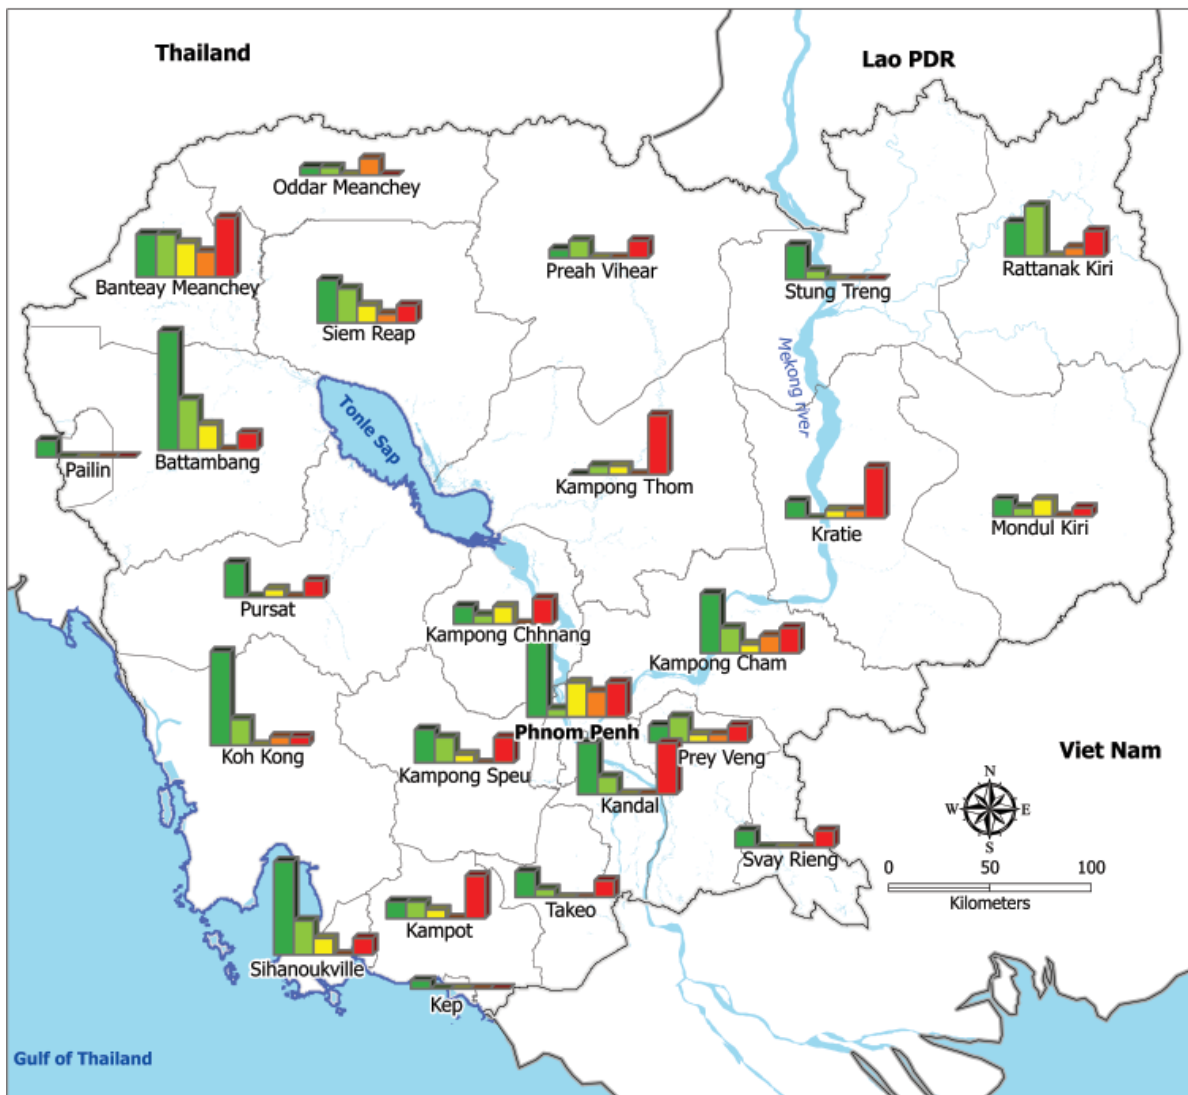 Thailand
Lao PDR
Oddar Meanchey
Preah Vihear
Rattanak Kiri
Stung Treng
Banteay Meanchey
Siem Reap
Mekong river
Tonle Sap
Battambang
Pailin
Kampong Thom
Kratie
Mondul Kiri
Pursat
Kampong Chhnang
Kampong Cham
Phnom Penh
Prey Veng
Viet Nam
Koh Kong
Kampong Speu
N
W E
S
Kandal
Svay Rieng
0 50 100
Kilometers
Takeo
Kampot
Sihanoukville
Kep
Gulf of Thailand